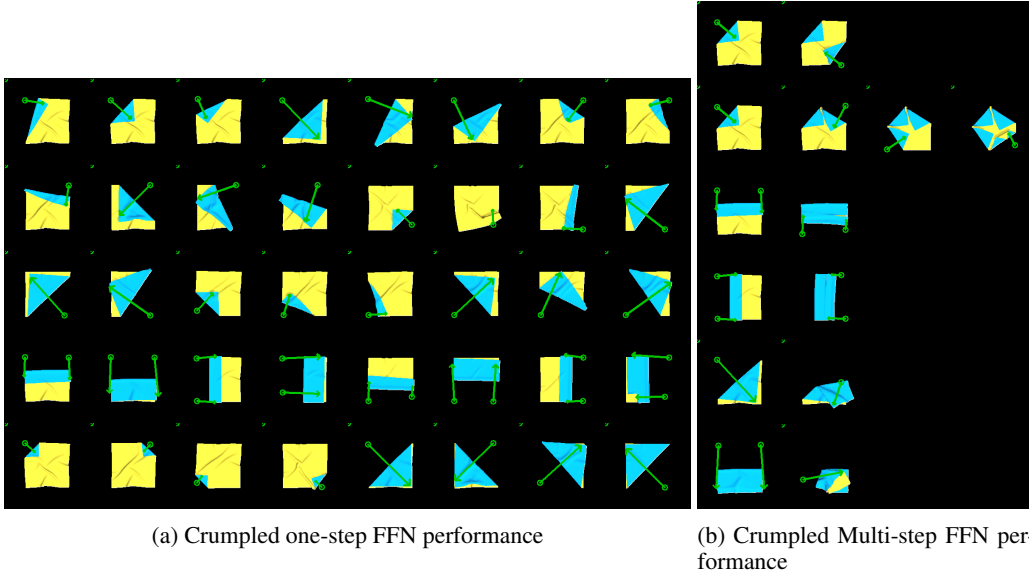 (a) Crumpled one-step FFN performance
(b) Crumpled Multi-step FFN per-
formance